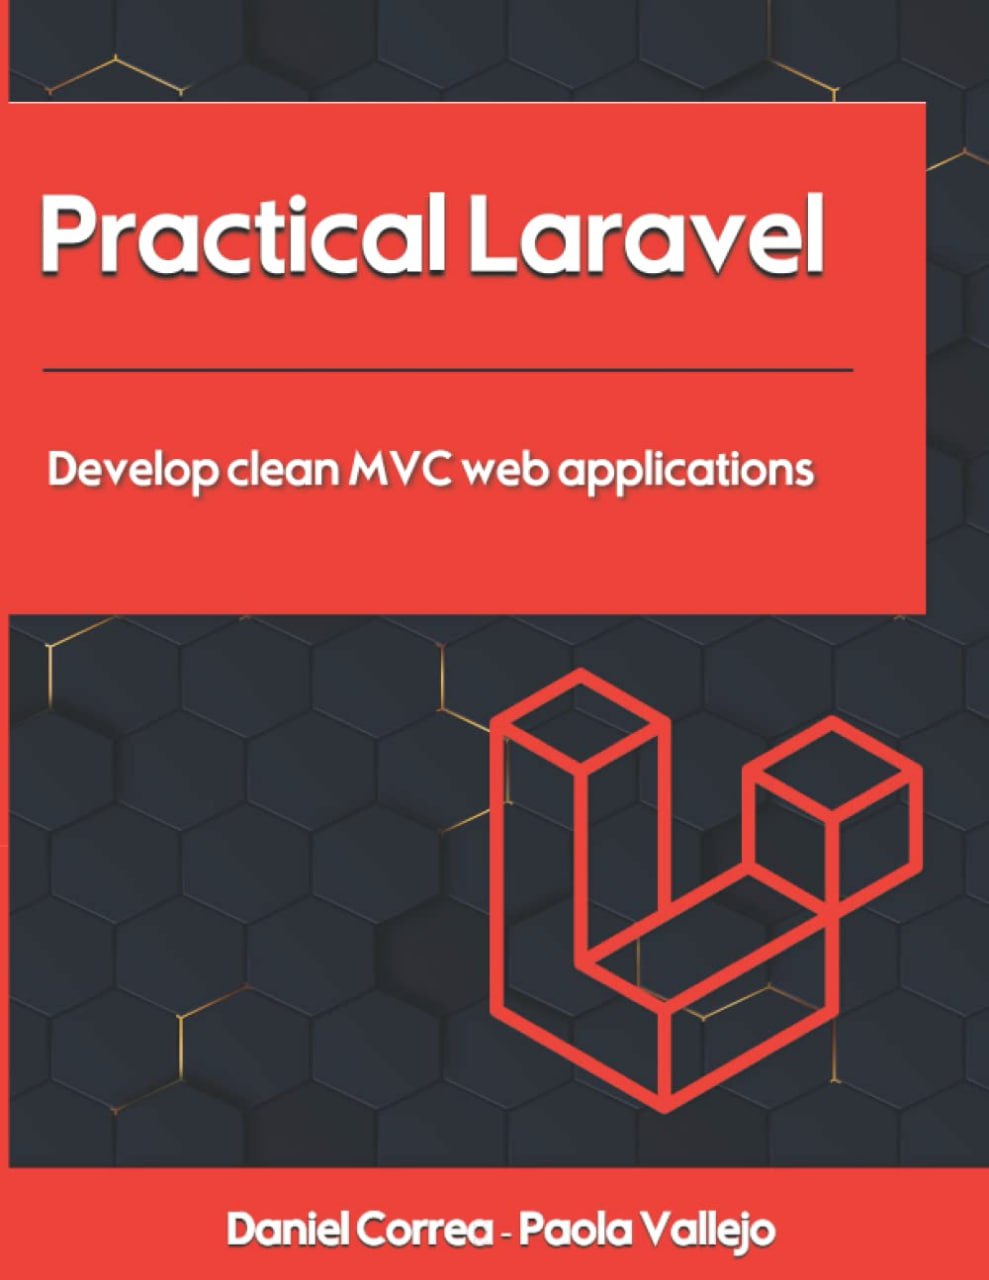 Practical Laravel
Develop clean MVC web applications
Daniel Correa - Paola Vallejo